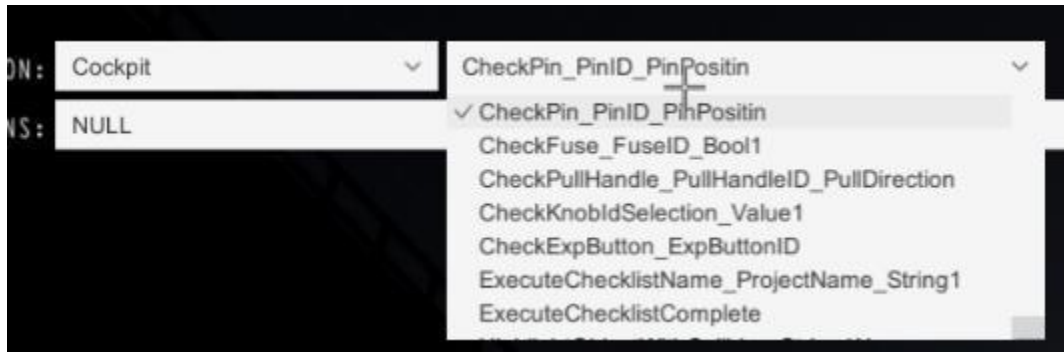 ON: Cockpit CheckPin_PinID_PinPositin
NS: NULL
CheckPin_PinID_PinPositin
CheckFuse_FuseID_Bool1
CheckPullHandle_PullHandleID_PullDirection
CheckKnobIdSelection_Value1
CheckExpButton_ExpButtonID
ExecuteChecklistName_ProjectName_String1
ExecuteChecklistComplete